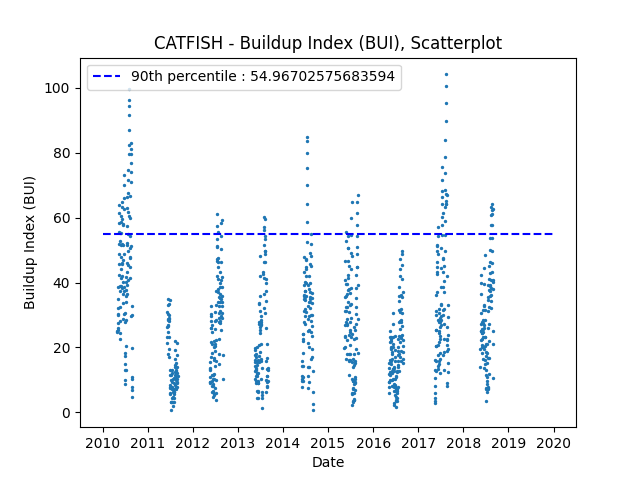 CATFISH - Buildup Index (BUI), Scatterplot
90th percentile : 54.96702575683594
100
80
60
40
20
0
Buildup Index (BUI)
2010 2011 2012 2013 2014 2015 2016 2017 2018 2019 2020
Date